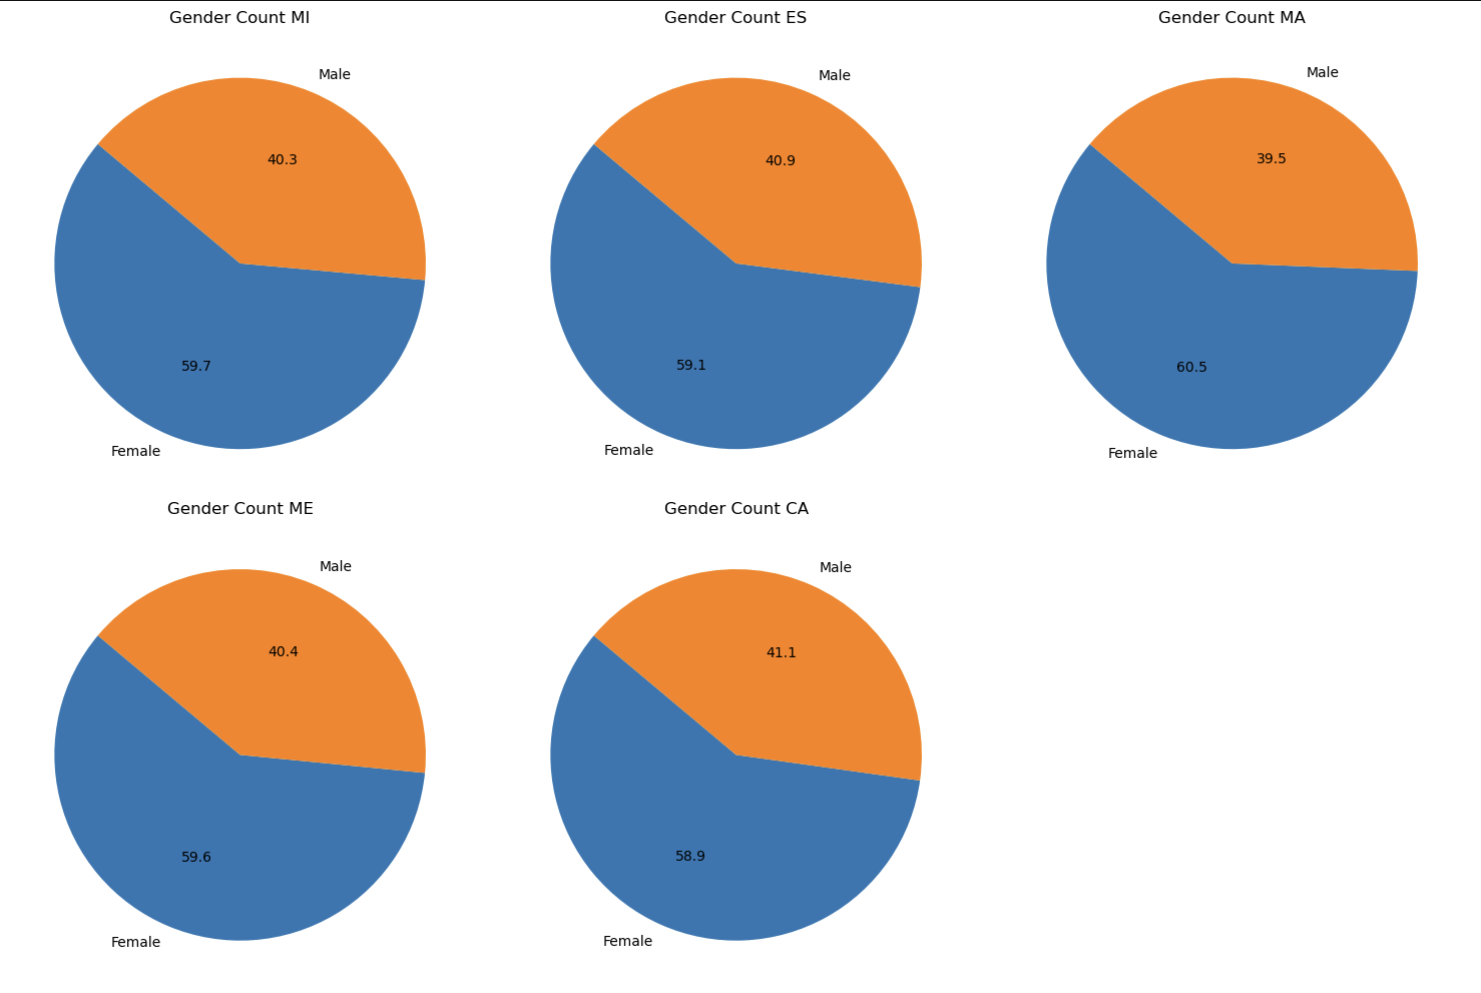 Gender Count MI
Male
40.3
59.7
Female
Gender Count ES
Male
40.9
59.1
Female
Gender Count MA
Male
39.5
60.5
Female
Gender Count ME
Male
40.4
59.6
Female
Gender Count CA
Male
41.1
58.9
Female